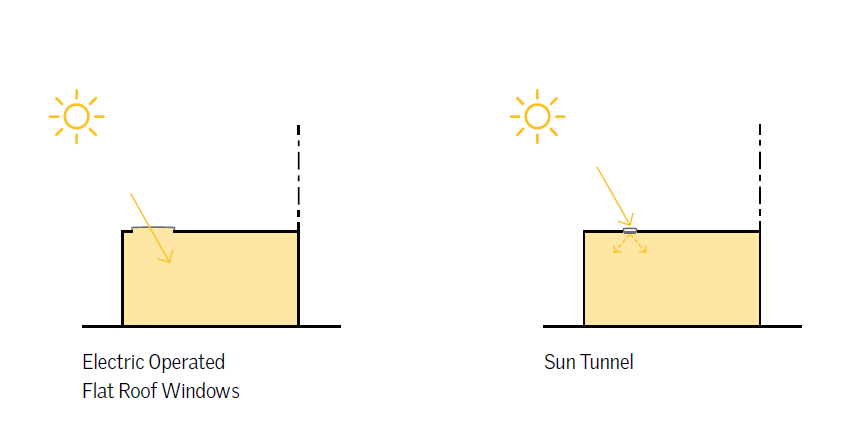 Electric Operated
Flat Roof Windows
Sun Tunnel